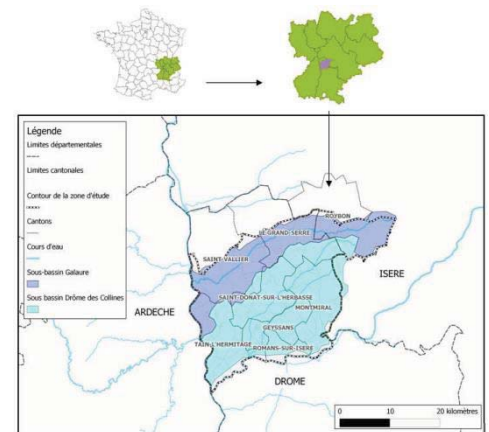 Légende
Limites départementales
Limites cantonales
Contour de la zone d'étude
Cantons
Cours d'eau
Sous-bassin Galaure
Sous bassin Drôme des Collines
ROYBON
LE GRAND-SERRE
SAINT-VALLIER
ISERE
SAINT-DONAT-SUR-L'HERBASSE
ARDECHE
MONTMIRAL
GEYSSANS
TAIN-L'HERMITAGE
ROMANS-SUR-ISERE
DROME
0 10 20 kilomètres